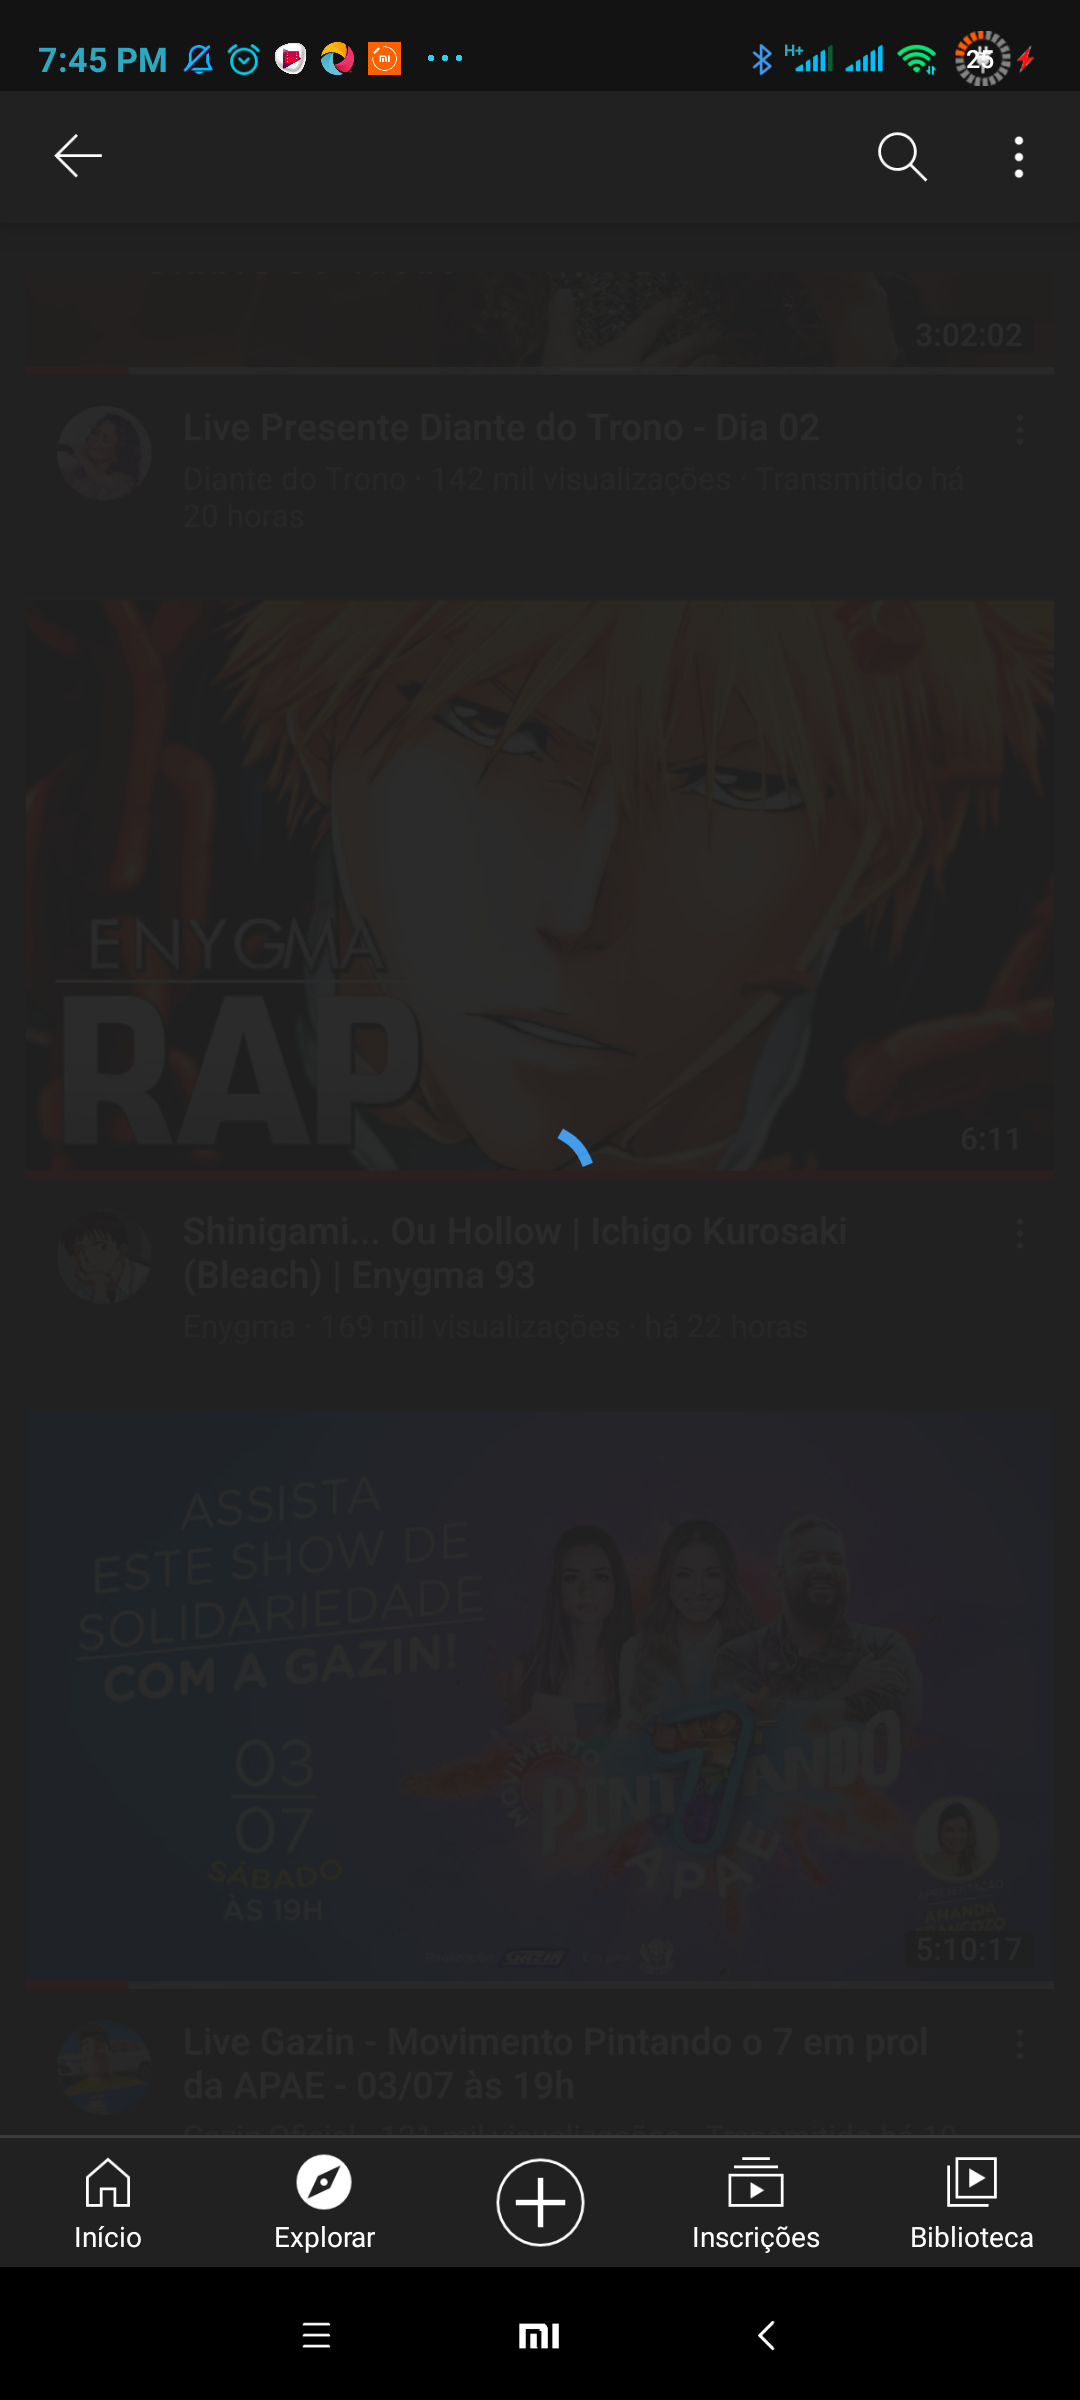 7:45 PM
H+
25
3:02:02
Live Presente Diante do Trono - Dia 02
Diante do Trono · 142 mil visualizações · Transmitido há
20 horas
ENYGMA
RAP
6:11
Shinigami... Ou Hollow | Ichigo Kurosaki
(Bleach) | Enygma 93
Enygma · 169 mil visualizações · há 22 horas
ASSISTA
ESTE SHOW DE
SOLIDARIEDADE
COM A GAZIN!
03
07
SÁBADO
ÀS 19H
MOVIMENTO
PINTANDO
7
APAE
APRESENTAÇÃO
AMANDA
FRANÇOZO
5:10:17
Live Gazin - Movimento Pintando o 7 em prol
da APAE - 03/07 às 19h
Início
Explorar
Inscrições
Biblioteca